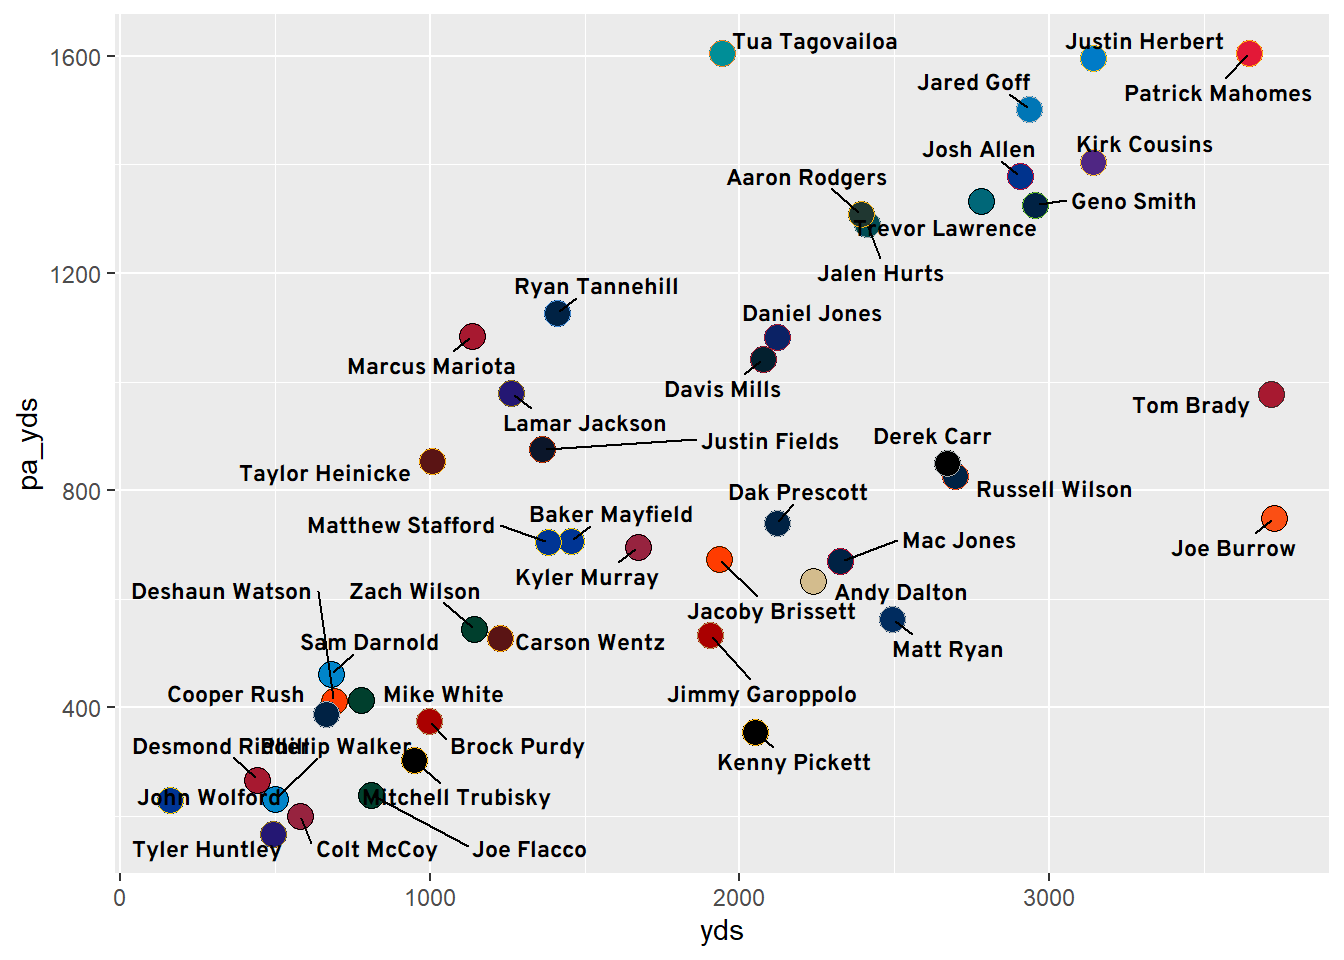 1600
1200
800
400
pa_yds
Tua Tagovailoa
Justin Herbert
Jared Goff
Patrick Mahomes
Josh Allen
Kirk Cousins
Aaron Rodgers
Geno Smith
Trevor Lawrence
Jalen Hurts
Ryan Tannehill
Daniel Jones
Marcus Mariota
Davis Mills
Tom Brady
Lamar Jackson
Justin Fields
Derek Carr
Taylor Heinicke
Dak Prescott
Russell Wilson
Matthew Stafford
Baker Mayfield
Mac Jones
Joe Burrow
Kyler Murray
Deshaun Watson
Zach Wilson
Jacoby Brissett
Andy Dalton
Sam Darnold
Carson Wentz
Matt Ryan
Cooper Rush
Mike White
Jimmy Garoppolo
Desmond Ridder
Phillip Walker
Brock Purdy
Kenny Pickett
John Wolford
Mitchell Trubisky
Tyler Huntley
Colt McCoy
Joe Flacco
0
1000
2000
3000
yds